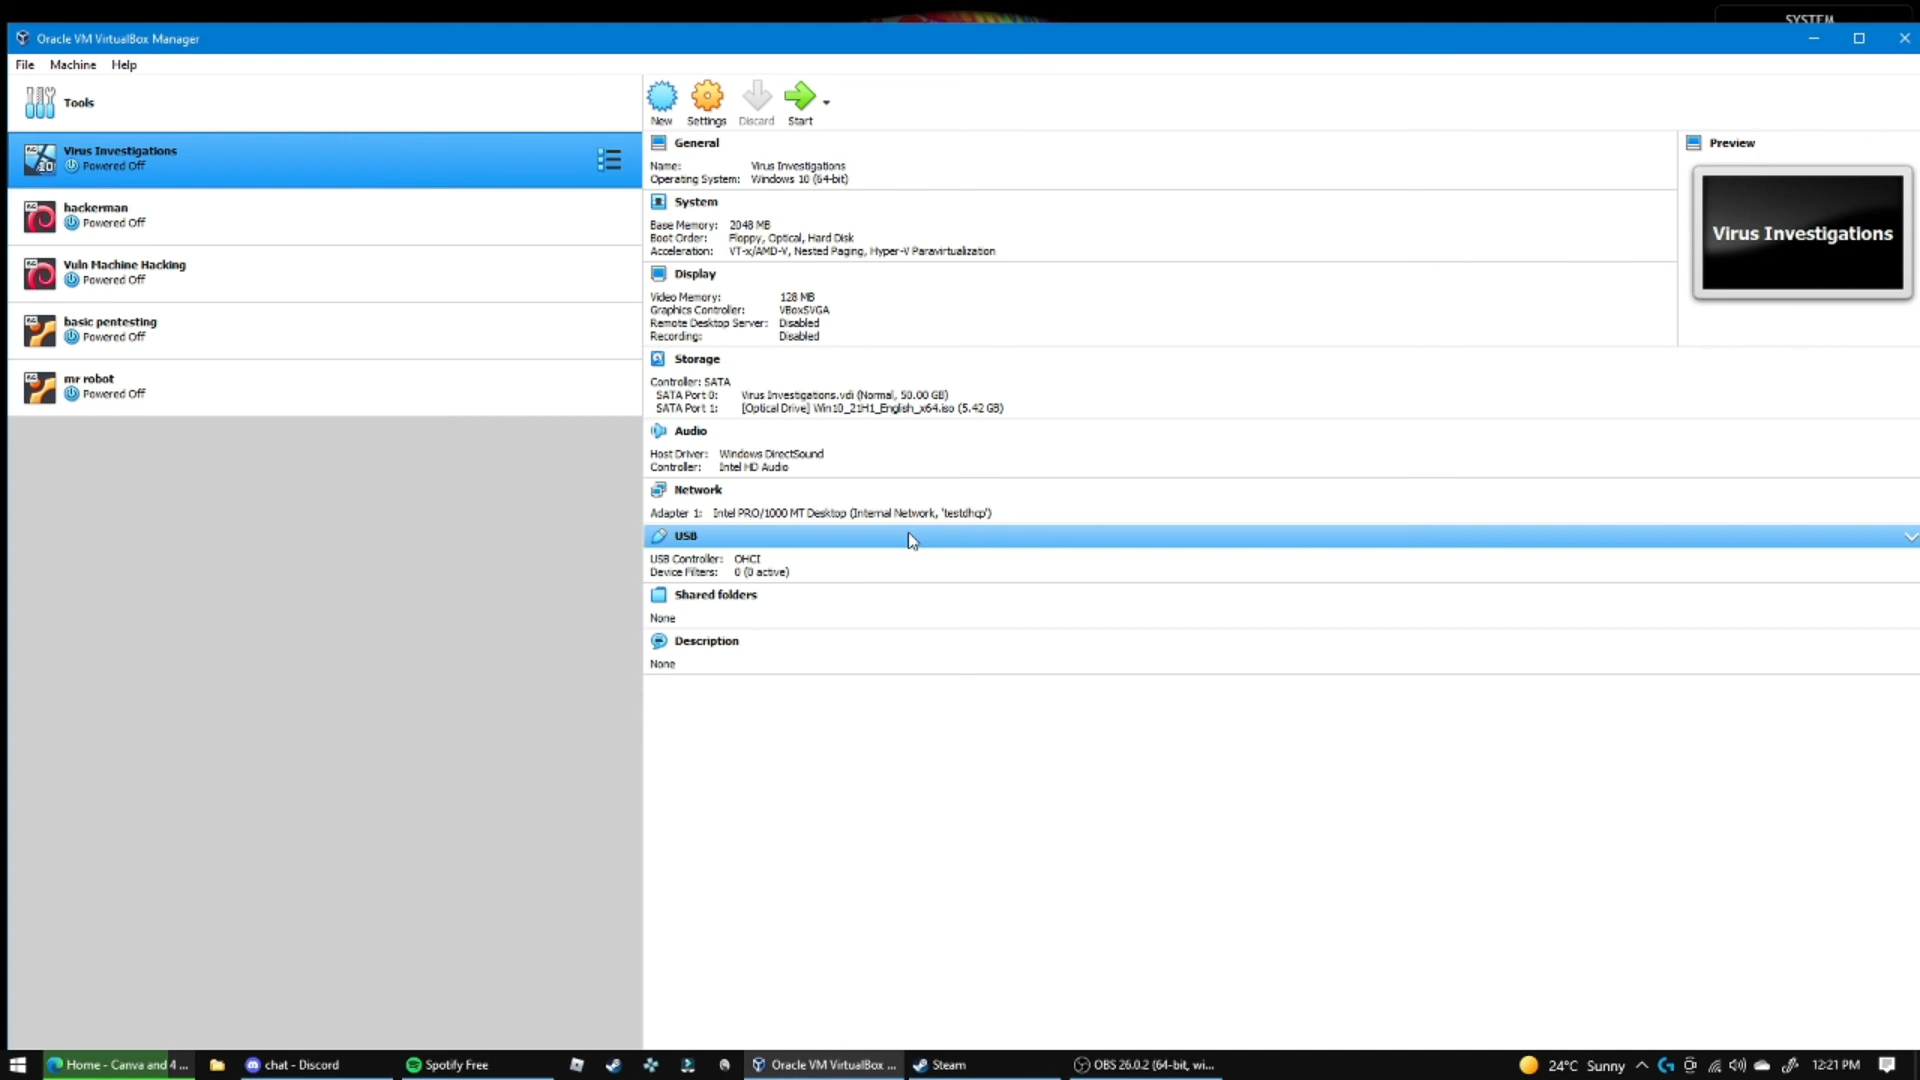 SYSTEM
Oracle VM VirtualBox Manager
File Machine Help
Tools
New Settings Discard Start
Virus Investigations
Powered Off
hackerman
Powered Off
Vuln Machine Hacking
Powered Off
basic pentesting
Powered Off
mr robot
Powered Off
General
Name: Virus Investigations
Operating System: Windows 10 (64-bit)
System
Base Memory: 2048 MB
Boot Order: Floppy, Optical, Hard Disk
Acceleration: VT-x/AMD-V, Nested Paging, Hyper-V Paravirtualization
Display
Video Memory: 128 MB
Graphics Controller: VBoxSVGA
Remote Desktop Server: Disabled
Recording: Disabled
Storage
Controller: SATA
SATA Port 0: Virus Investigations.vdi (Normal, 50.00 GB)
SATA Port 1: [Optical Drive] Win10_21H1_English_x64.iso (5.42 GB)
Audio
Host Driver: Windows DirectSound
Controller: Intel HD Audio
Network
Adapter 1: Intel PRO/1000 MT Desktop (Internal Network, 'testdhcp')
USB
USB Controller: OHCI
Device Filters: 0 (0 active)
Shared folders
None
Description
None
Preview
Virus Investigations
Home - Canva and 4 ...
chat - Discord
Spotify Free
Oracle VM VirtualBox ...
Steam
OBS 26.0.2 (64-bit, wi...
24°C Sunny
12:21 PM